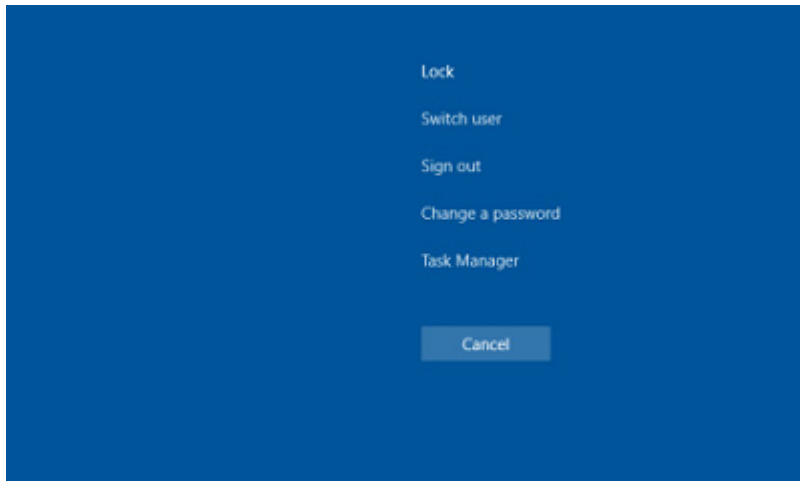 Lock
Switch user
Sign out
Change a password
Task Manager
Cancel